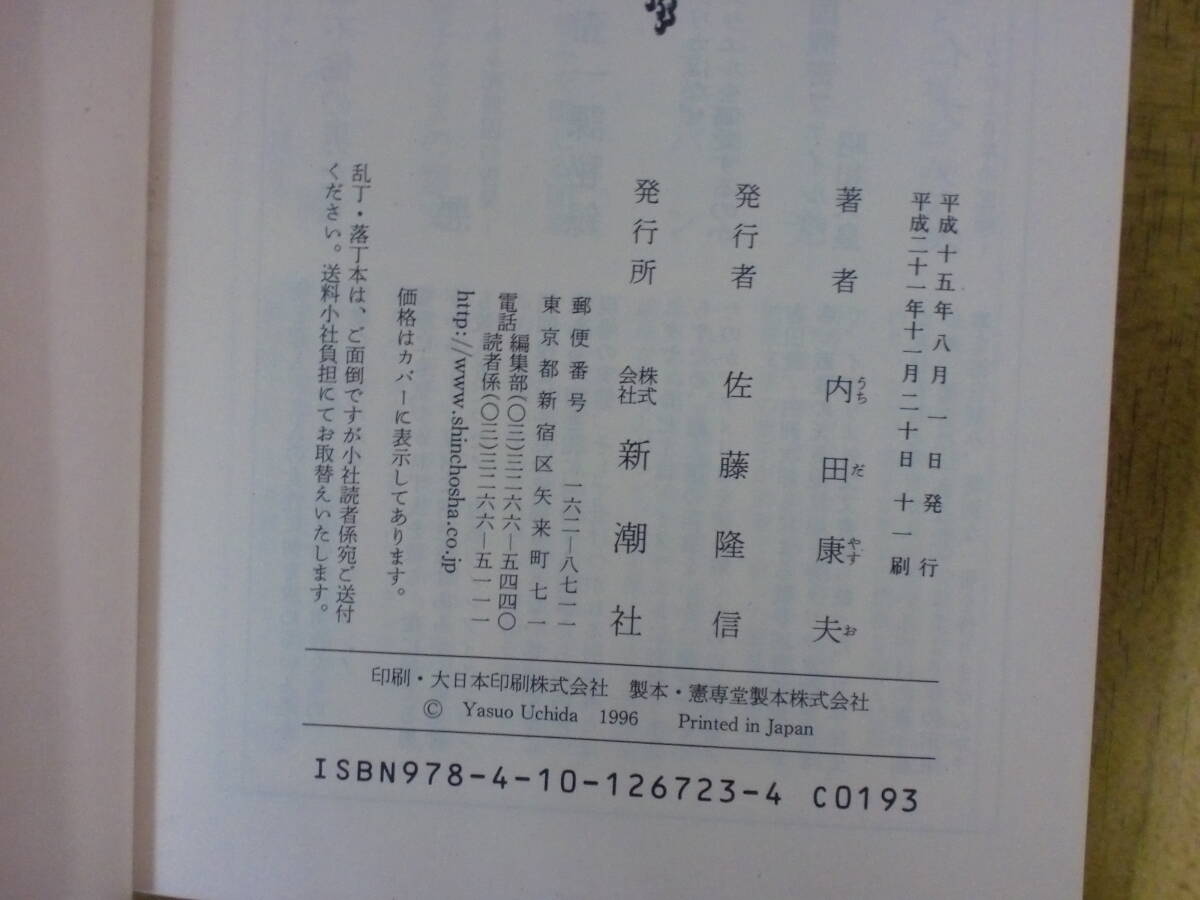 平成十五年八月一日発行
平成二十一年十一月二十日十一刷
著者 内田康夫
うち だ やす お
発行者 佐藤隆信
発行所 株式会社 新潮社
郵便番号 一六二―八七一一
東京都新宿区矢来町七一
電話 編集部(〇三)三二六六―五四四〇
読者係(〇三)三二六六―五一一一
http://www.shinchosha.co.jp
価格はカバーに表示してあります。
乱丁・落丁本は、ご面倒ですが小社読者係宛ご送付
ください。送料小社負担にてお取替えいたします。
印刷・大日本印刷株式会社 製本・憲専堂製本株式会社
© Yasuo Uchida 1996 Printed in Japan
ISBN978-4-10-126723-4 C0193